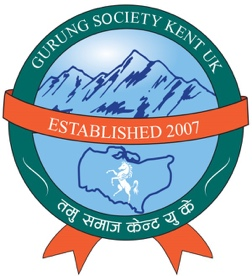 GURUNG SOCIETY KENT UK
ESTABLISHED 2007
तमु समाज केन्ट यु के